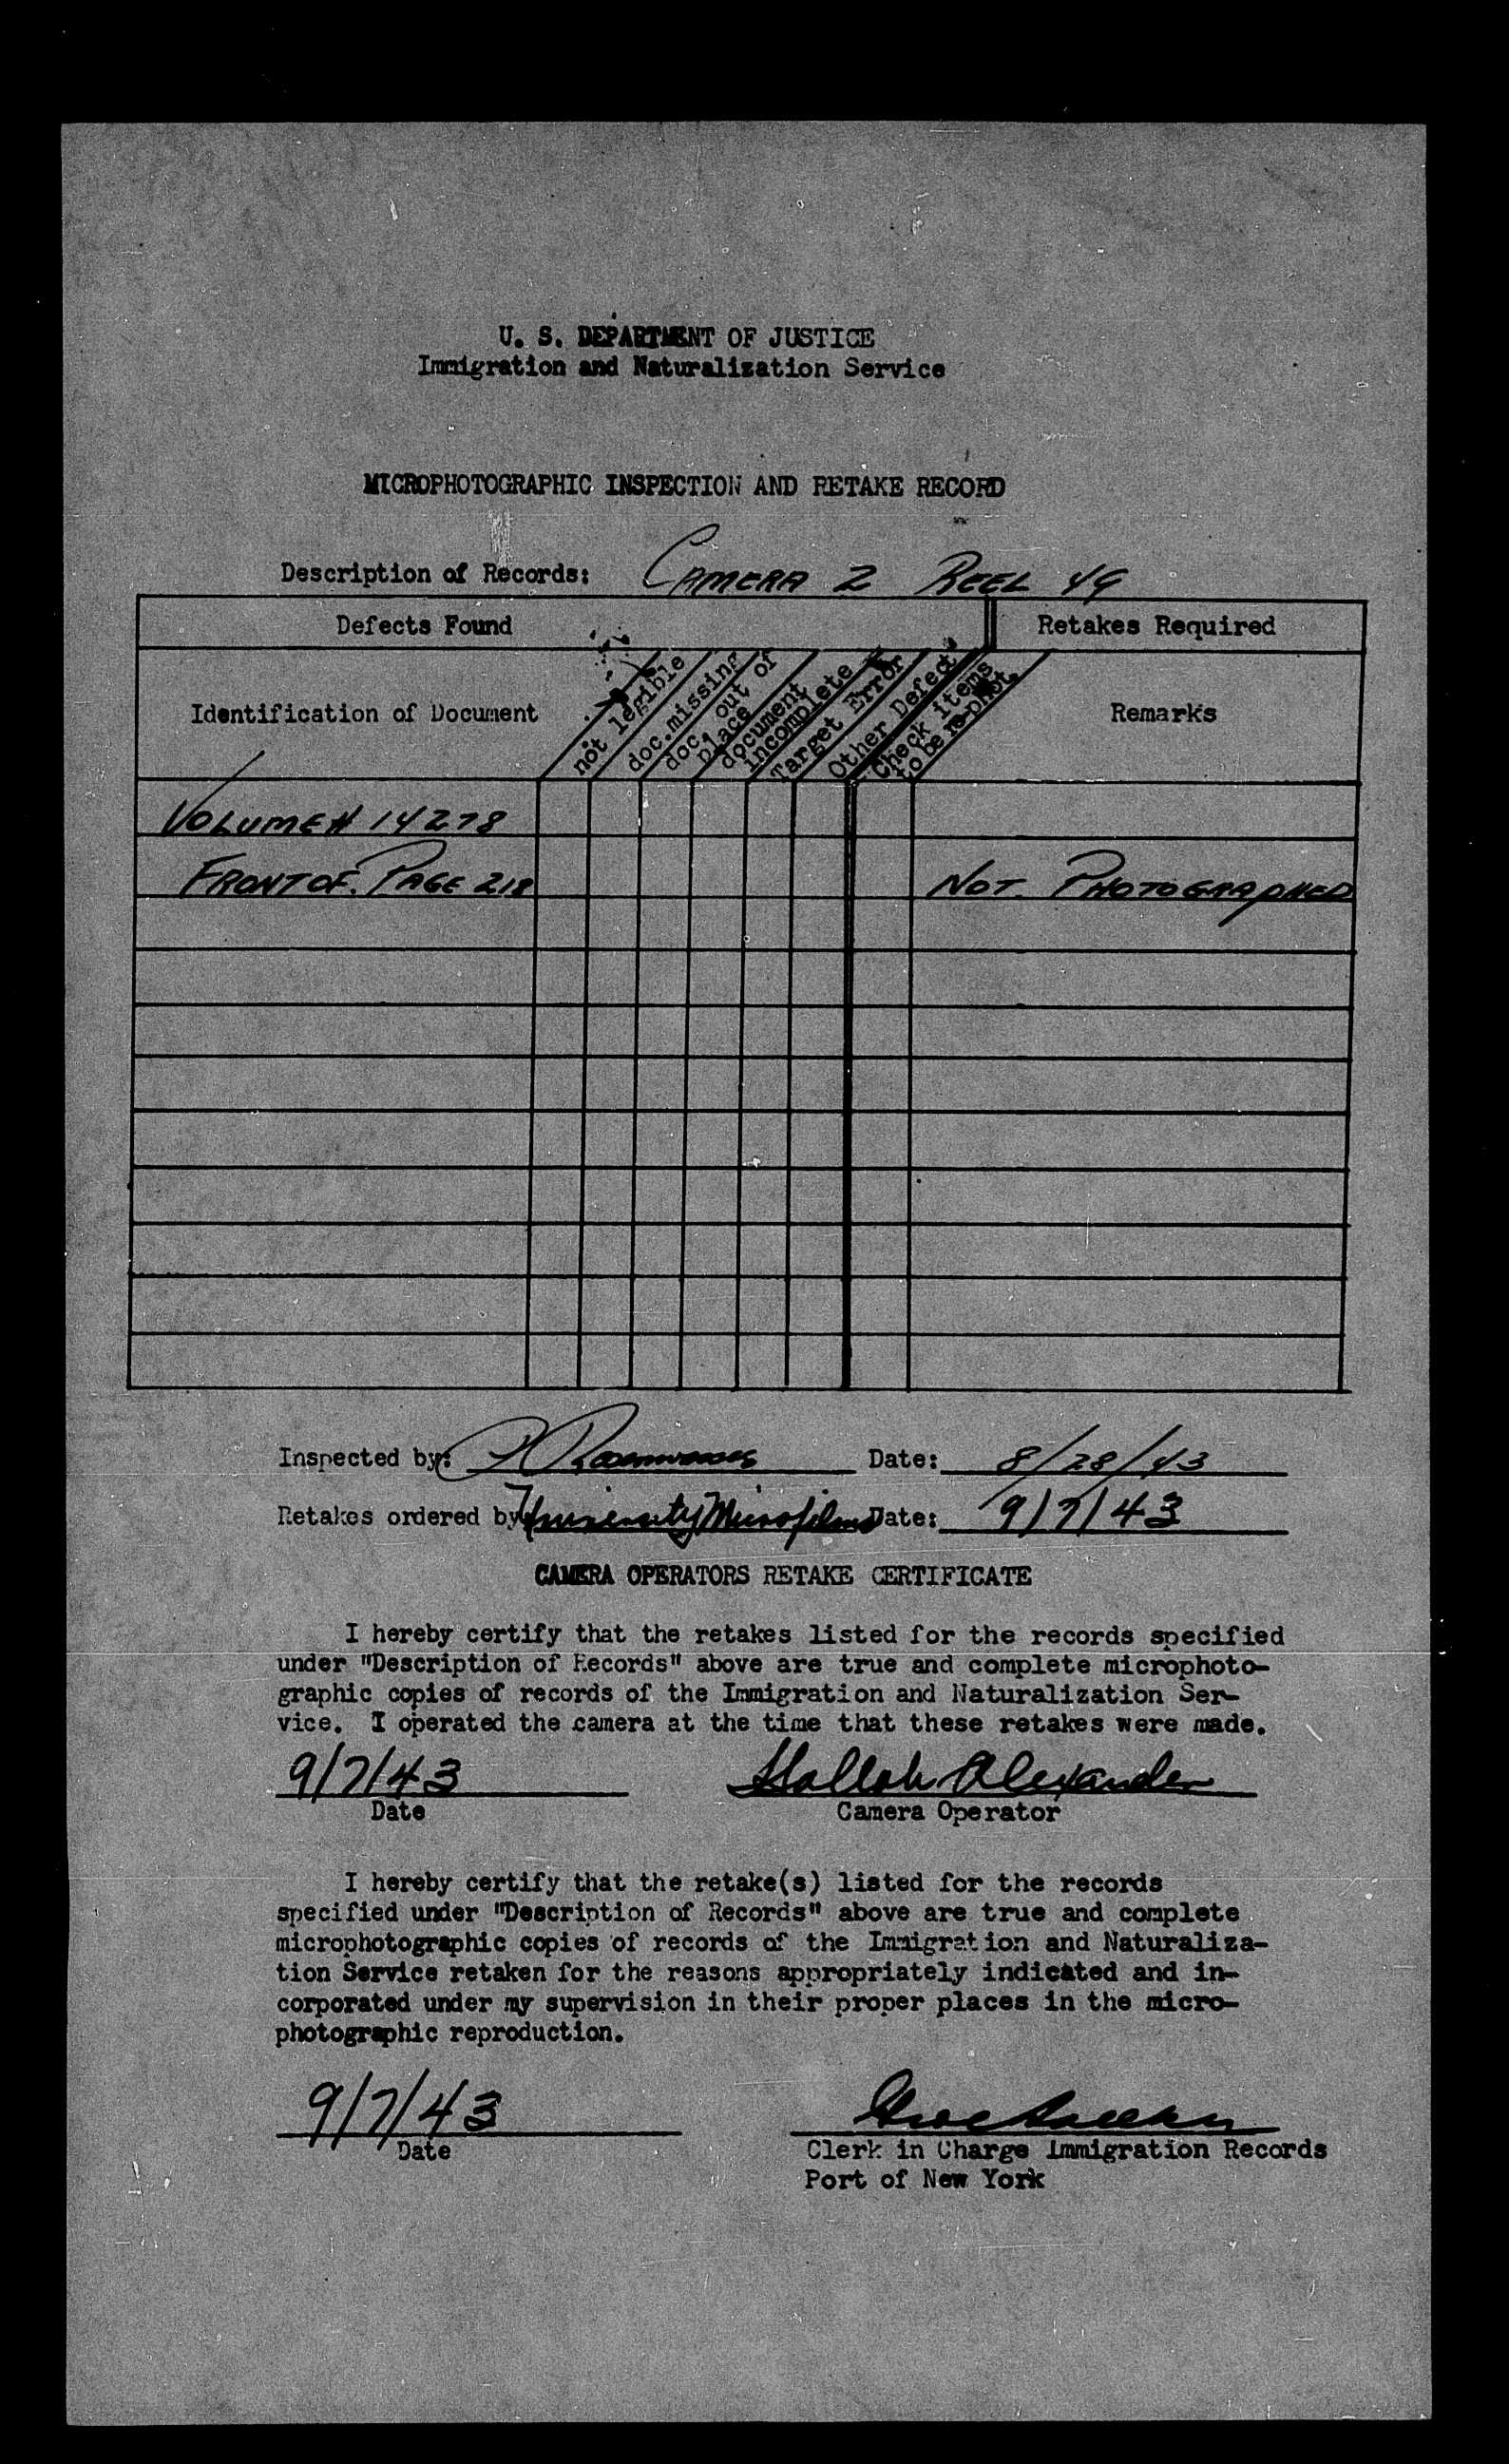 U. S. DEPARTMENT OF JUSTICE
Immigration and Naturalization Service
MICROPHOTOGRAPHIC INSPECTION AND RETAKE RECORD
Description of Records: CAMERA 2 REEL 49
Defects Found
Retakes Required
Identification of Document
not legible
doc. missing
doc. out of
place
document
incomplete
Target Error
Other Defect
Check items
to be re-phot.
Remarks
VOLUME # 14278
FRONT OF. PAGE 218 NOT PHOTOGRAPHED
Inspected by: Date: 8/28/43
Retakes ordered by University Microfilms Date: 9/7/43
CAMERA OPERATORS RETAKE CERTIFICATE
I hereby certify that the retakes listed for the records specified
under "Description of Records" above are true and complete microphoto-
graphic copies of records of the Immigration and Naturalization Ser-
vice. I operated the camera at the time that these retakes were made.
9/7/43 Alexander
Date Camera Operator
I hereby certify that the retake(s) listed for the records
specified under "Description of Records" above are true and complete
microphotographic copies of records of the Immigration and Naturaliza-
tion Service retaken for the reasons appropriately indicated and in-
corporated under my supervision in their proper places in the micro-
photographic reproduction.
9/7/43
Date
Clerk in Charge Immigration Records
Port of New York